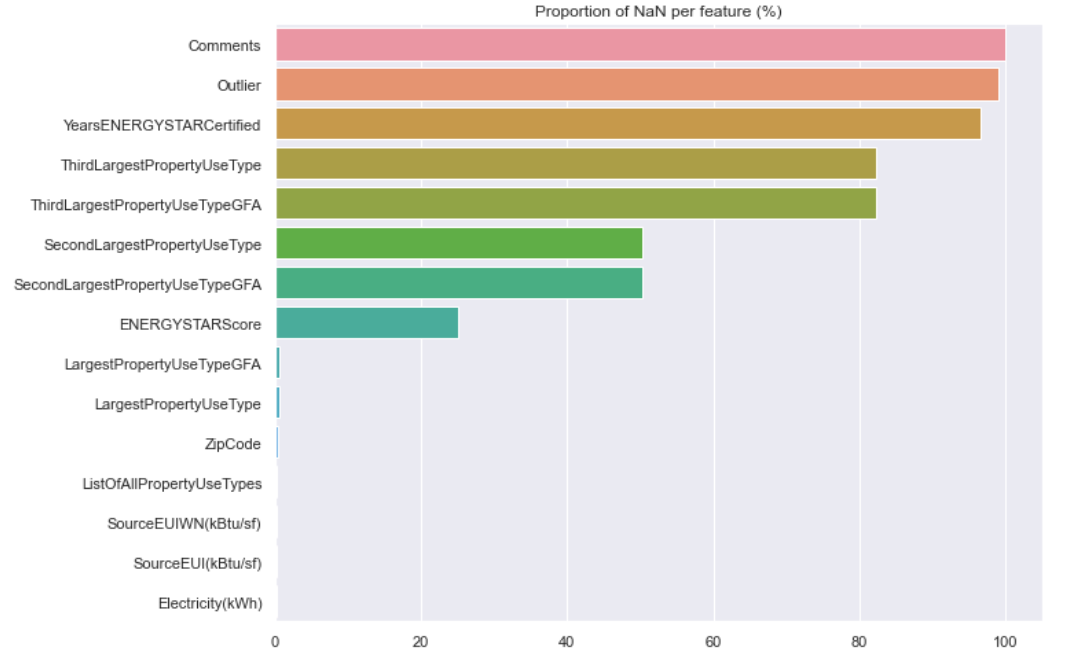 Proportion of NaN per feature (%)
Comments
Outlier
YearsENERGYSTARCertified
ThirdLargestPropertyUseType
ThirdLargestPropertyUseTypeGFA
SecondLargestPropertyUseType
SecondLargestPropertyUseTypeGFA
ENERGYSTARScore
LargestPropertyUseTypeGFA
LargestPropertyUseType
ZipCode
ListOfAllPropertyUseTypes
SourceEUIWN(kBtu/sf)
SourceEUI(kBtu/sf)
Electricity(kWh)
0 20 40 60 80 100